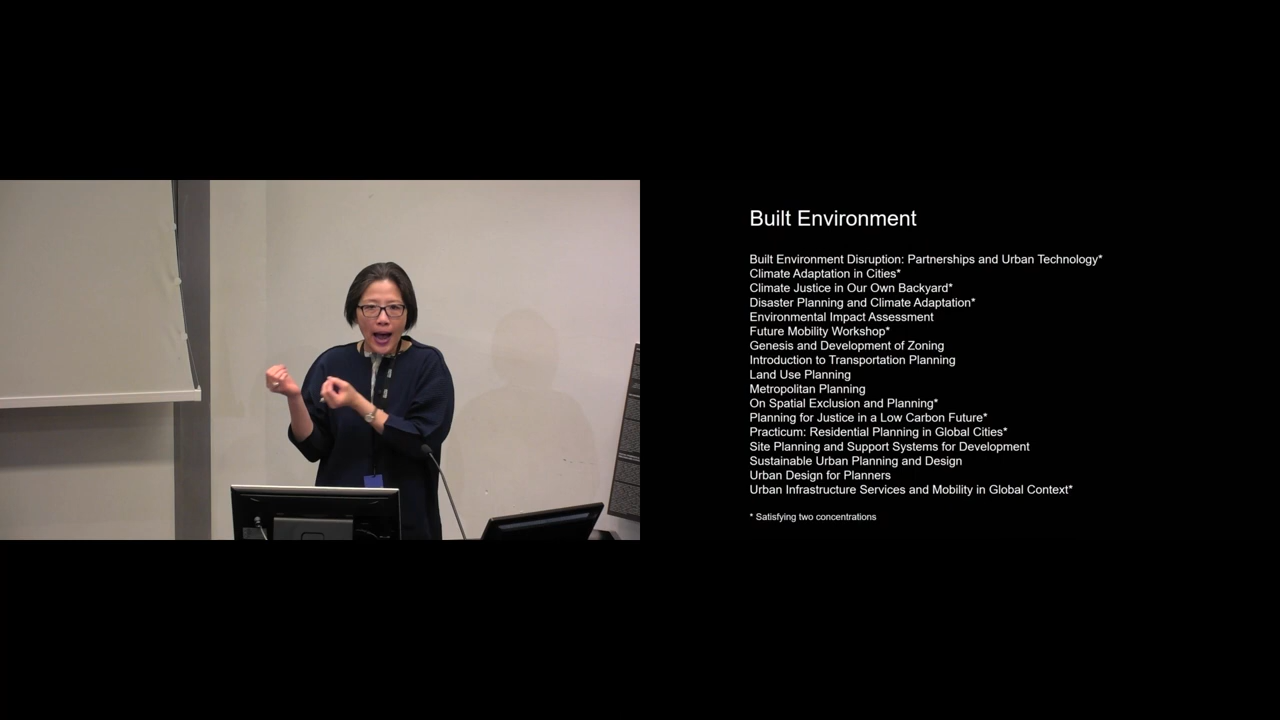 Built Environment
Built Environment Disruption: Partnerships and Urban Technology*
Climate Adaptation in Cities*
Climate Justice in Our Own Backyard*
Disaster Planning and Climate Adaptation*
Environmental Impact Assessment
Future Mobility Workshop*
Genesis and Development of Zoning
Introduction to Transportation Planning
Land Use Planning
Metropolitan Planning
On Spatial Exclusion and Planning*
Planning for Justice in a Low Carbon Future*
Practicum: Residential Planning in Global Cities*
Site Planning and Support Systems for Development
Sustainable Urban Planning and Design
Urban Design for Planners
Urban Infrastructure Services and Mobility in Global Context*
* Satisfying two concentrations